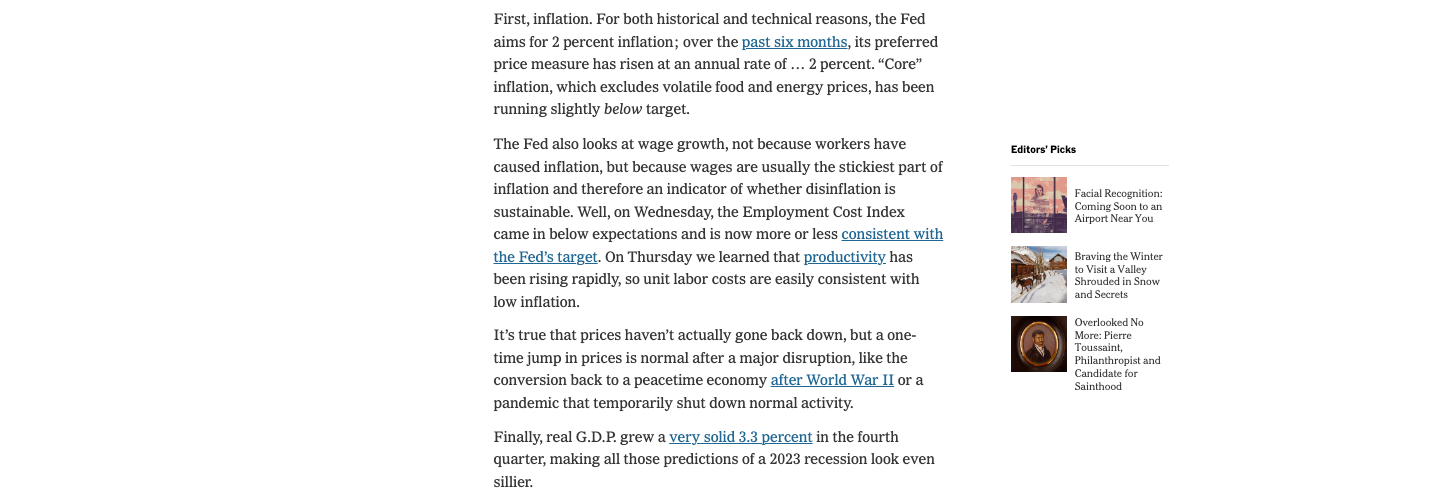 First, inflation. For both historical and technical reasons, the Fed
aims for 2 percent inflation; over the past six months, its preferred
price measure has risen at an annual rate of … 2 percent. “Core”
inflation, which excludes volatile food and energy prices, has been
running slightly below target.
The Fed also looks at wage growth, not because workers have
caused inflation, but because wages are usually the stickiest part of
inflation and therefore an indicator of whether disinflation is
sustainable. Well, on Wednesday, the Employment Cost Index
came in below expectations and is now more or less consistent with
the Fed’s target. On Thursday we learned that productivity has
been rising rapidly, so unit labor costs are easily consistent with
low inflation.
It’s true that prices haven’t actually gone back down, but a one-
time jump in prices is normal after a major disruption, like the
conversion back to a peacetime economy after World War II or a
pandemic that temporarily shut down normal activity.
Finally, real G.D.P. grew a very solid 3.3 percent in the fourth
quarter, making all those predictions of a 2023 recession look even
sillier.
Editors’ Picks
Facial Recognition:
Coming Soon to an
Airport Near You
Braving the Winter
to Visit a Valley
Shrouded in Snow
and Secrets
Overlooked No
More: Pierre
Toussaint,
Philanthropist and
Candidate for
Sainthood